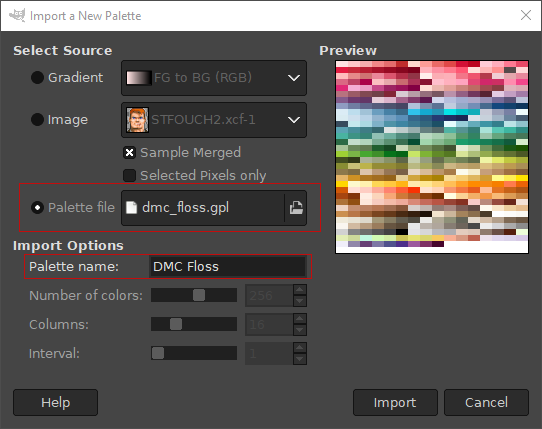 Import a New Palette
Select Source
Preview
Gradient
FG to BG (RGB)
Image
STFOUCH2.xcf-1
Sample Merged
Selected Pixels only
Palette file
dmc_floss.gpl
Import Options
Palette name:
DMC Floss
Number of colors:
256
Columns:
16
Interval:
1
Help
Import
Cancel